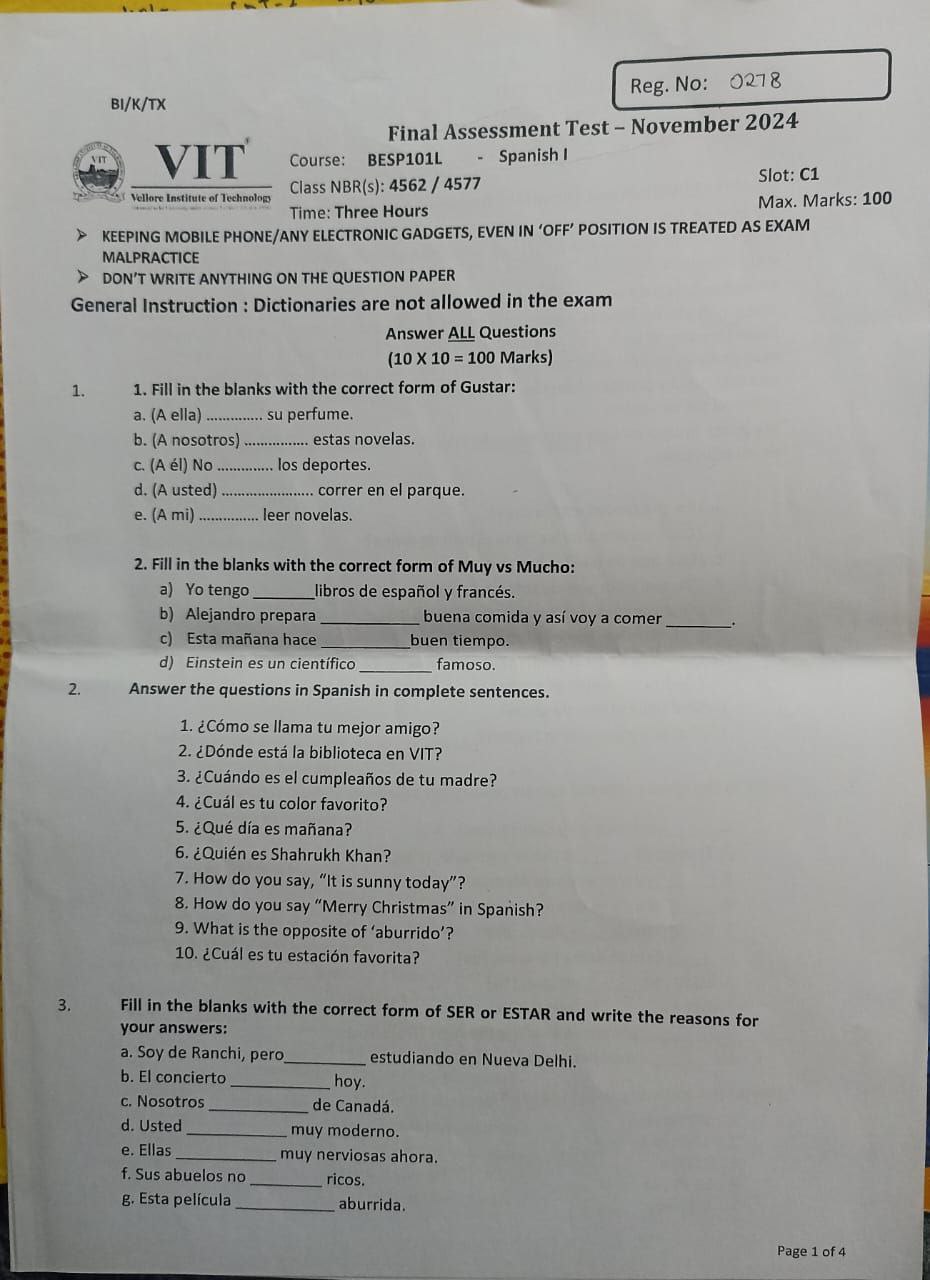 BI/K/TX
Reg. No: 0278
Final Assessment Test – November 2024
VIT
VIT
Vellore Institute of Technology
Course: BESP101L - Spanish I
Class NBR(s): 4562 / 4577
Slot: C1
Time: Three Hours
Max. Marks: 100
➢ KEEPING MOBILE PHONE/ANY ELECTRONIC GADGETS, EVEN IN ‘OFF’ POSITION IS TREATED AS EXAM
MALPRACTICE
➢ DON’T WRITE ANYTHING ON THE QUESTION PAPER
General Instruction : Dictionaries are not allowed in the exam
Answer ALL Questions
(10 X 10 = 100 Marks)
1. 1. Fill in the blanks with the correct form of Gustar:
a. (A ella) .............. su perfume.
b. (A nosotros) ................ estas novelas.
c. (A él) No .............. los deportes.
d. (A usted) ....................... correr en el parque.
e. (A mi) ............... leer novelas.
2. Fill in the blanks with the correct form of Muy vs Mucho:
a) Yo tengo ________libros de español y francés.
b) Alejandro prepara ____________ buena comida y así voy a comer ________.
c) Esta mañana hace ___________buen tiempo.
d) Einstein es un científico _________ famoso.
2. Answer the questions in Spanish in complete sentences.
1. ¿Cómo se llama tu mejor amigo?
2. ¿Dónde está la biblioteca en VIT?
3. ¿Cuándo es el cumpleaños de tu madre?
4. ¿Cuál es tu color favorito?
5. ¿Qué día es mañana?
6. ¿Quién es Shahrukh Khan?
7. How do you say, “It is sunny today”?
8. How do you say “Merry Christmas” in Spanish?
9. What is the opposite of ‘aburrido’?
10. ¿Cuál es tu estación favorita?
3. Fill in the blanks with the correct form of SER or ESTAR and write the reasons for
your answers:
a. Soy de Ranchi, pero__________ estudiando en Nueva Delhi.
b. El concierto ____________ hoy.
c. Nosotros ____________ de Canadá.
d. Usted ____________ muy moderno.
e. Ellas ____________ muy nerviosas ahora.
f. Sus abuelos no _________ ricos.
g. Esta película ____________ aburrida.
Page 1 of 4